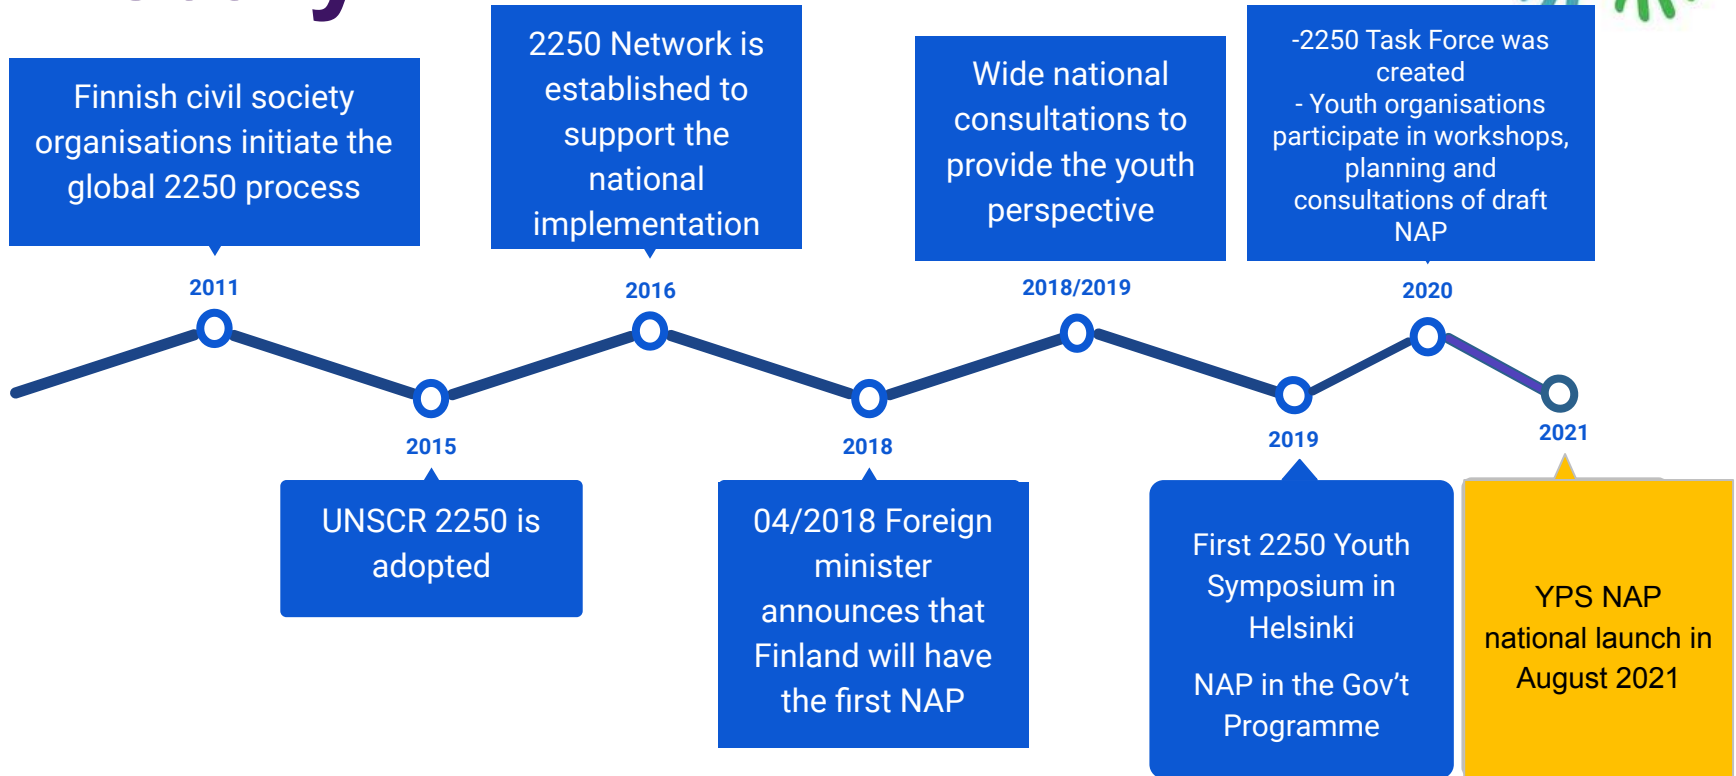 Finnish civil society
organisations initiate the
global 2250 process
2011
UNSCR 2250 is
adopted
2015
2250 Network is
established to
support the
national
implementation
2016
04/2018 Foreign
minister
announces that
Finland will have
the first NAP
2018
Wide national
consultations to
provide the youth
perspective
2018/2019
First 2250 Youth
Symposium in
Helsinki
NAP in the Gov’t
Programme
2019
-2250 Task Force was
created
- Youth organisations
participate in workshops,
planning and
consultations of draft
NAP
2020
YPS NAP
national launch in
August 2021
2021